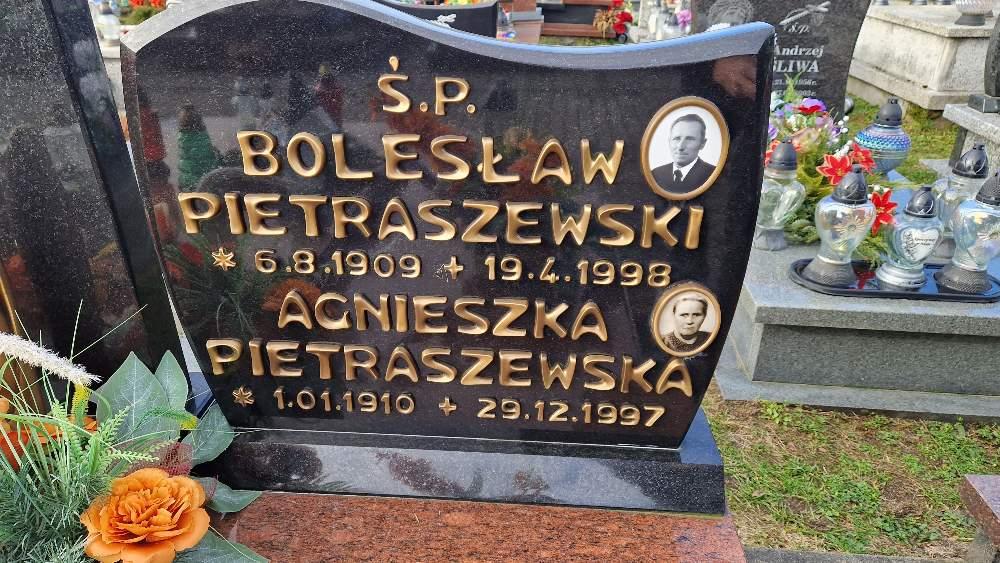 Ś.P.
BOLESŁAW
PIETRASZEWSKI
* 6.8.1909 + 19.4.1998
AGNIESZKA
PIETRASZEWSKA
* 1.01.1910 + 29.12.1997
Ś.p.
Andrzej
ŚLIWA